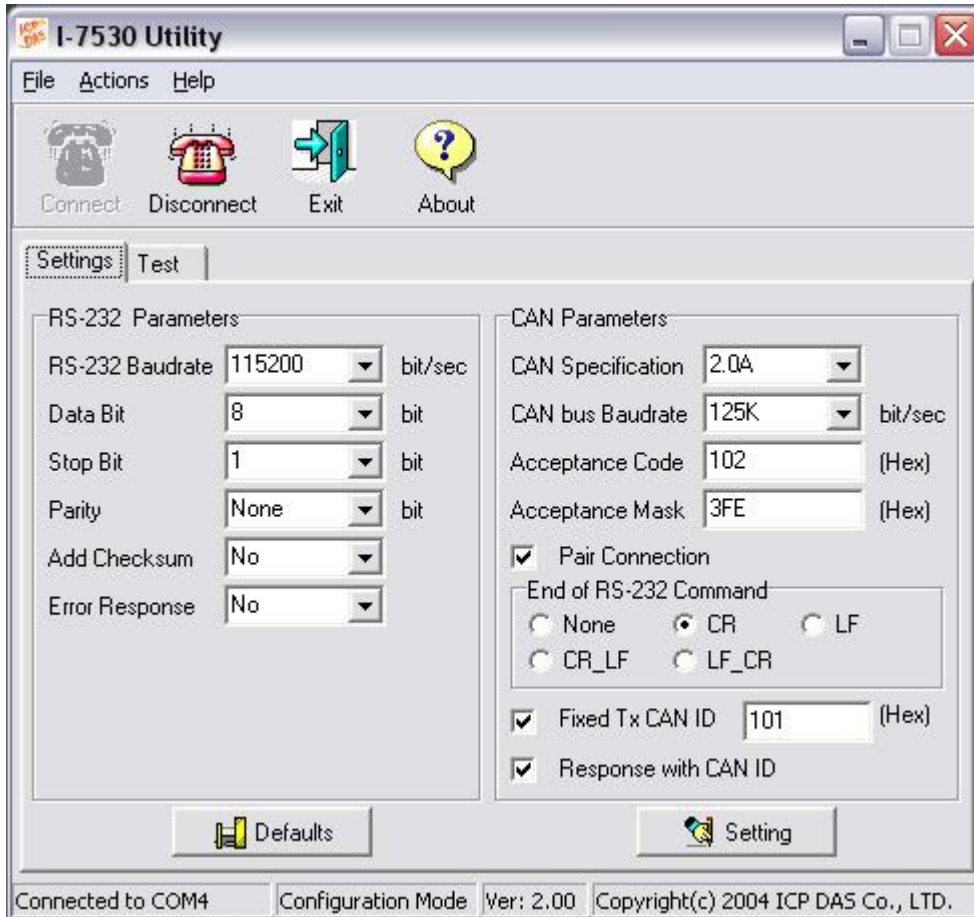 I-7530 Utility
File Actions Help
Connect Disconnect Exit About
Settings Test
RS-232 Parameters
RS-232 Baudrate 115200 bit/sec
Data Bit 8 bit
Stop Bit 1 bit
Parity None bit
Add Checksum No
Error Response No
CAN Parameters
CAN Specification 2.0A
CAN bus Baudrate 125K bit/sec
Acceptance Code 102 (Hex)
Acceptance Mask 3FE (Hex)
Pair Connection
End of RS-232 Command
None CR LF
CR_LF LF_CR
Fixed Tx CAN ID 101 (Hex)
Response with CAN ID
Defaults Setting
Connected to COM4 Configuration Mode Ver: 2.00 Copyright(c) 2004 ICP DAS Co., LTD.